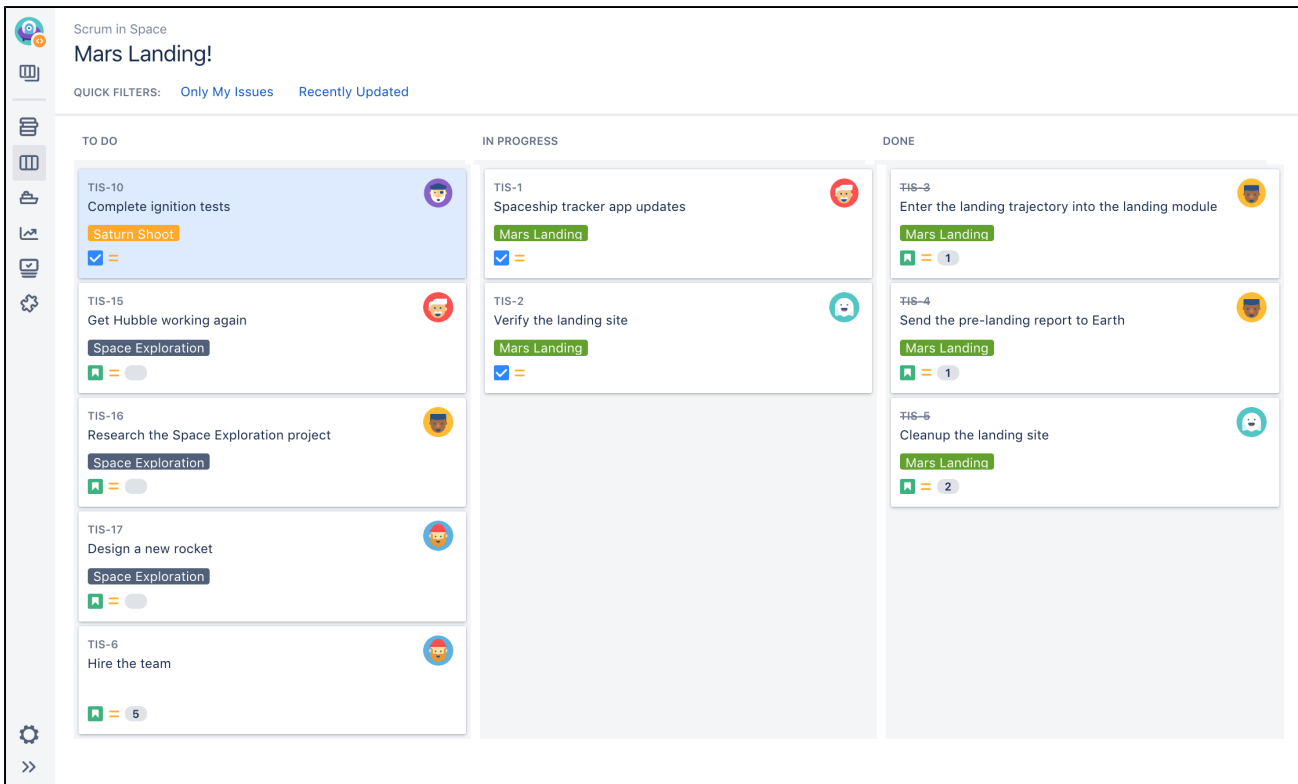 Scrum in Space
Mars Landing!
QUICK FILTERS: Only My Issues Recently Updated
TO DO
TIS-10
Complete ignition tests
Saturn Shoot
TIS-15
Get Hubble working again
Space Exploration
TIS-16
Research the Space Exploration project
Space Exploration
TIS-17
Design a new rocket
Space Exploration
TIS-6
Hire the team
5
IN PROGRESS
TIS-1
Spaceship tracker app updates
Mars Landing
TIS-2
Verify the landing site
Mars Landing
DONE
TIS-3
Enter the landing trajectory into the landing module
Mars Landing
1
TIS-4
Send the pre-landing report to Earth
Mars Landing
1
TIS-5
Cleanup the landing site
Mars Landing
2